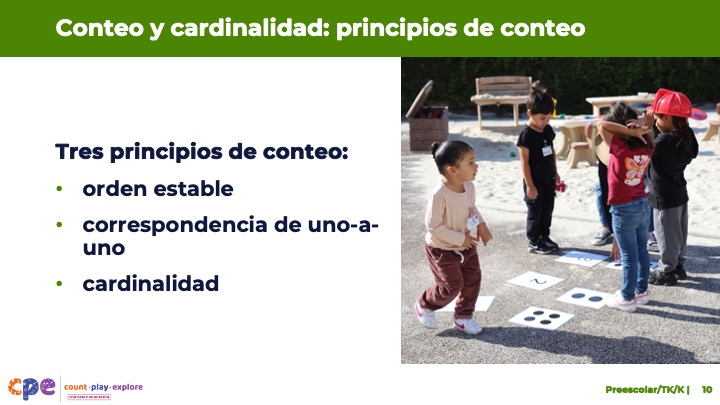 Conteo y cardinalidad: principios de conteo
Tres principios de conteo:
• orden estable
• correspondencia de uno-a-
uno
• cardinalidad
2
cpe count·play·explore
Preescolar/TK/K | 10